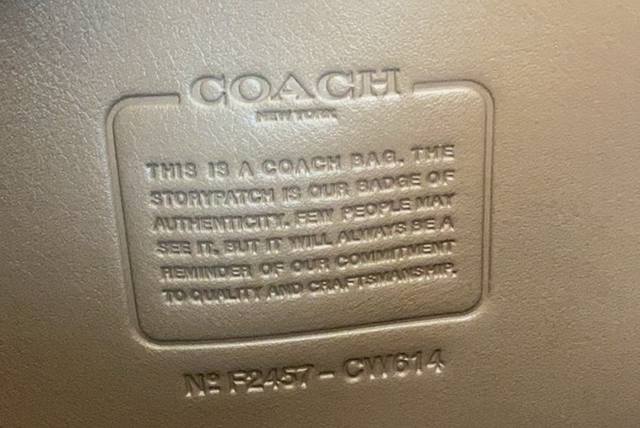 COACH
NEW YORK
THIS IS A COACH BAG. THE
STORYPATCH IS OUR BADGE OF
AUTHENTICITY. FEW PEOPLE MAY
SEE IT, BUT IT WILL ALWAYS BE A
REMINDER OF OUR COMMITMENT
TO QUALITY AND CRAFTSMANSHIP.
Nº F2457 - CW614